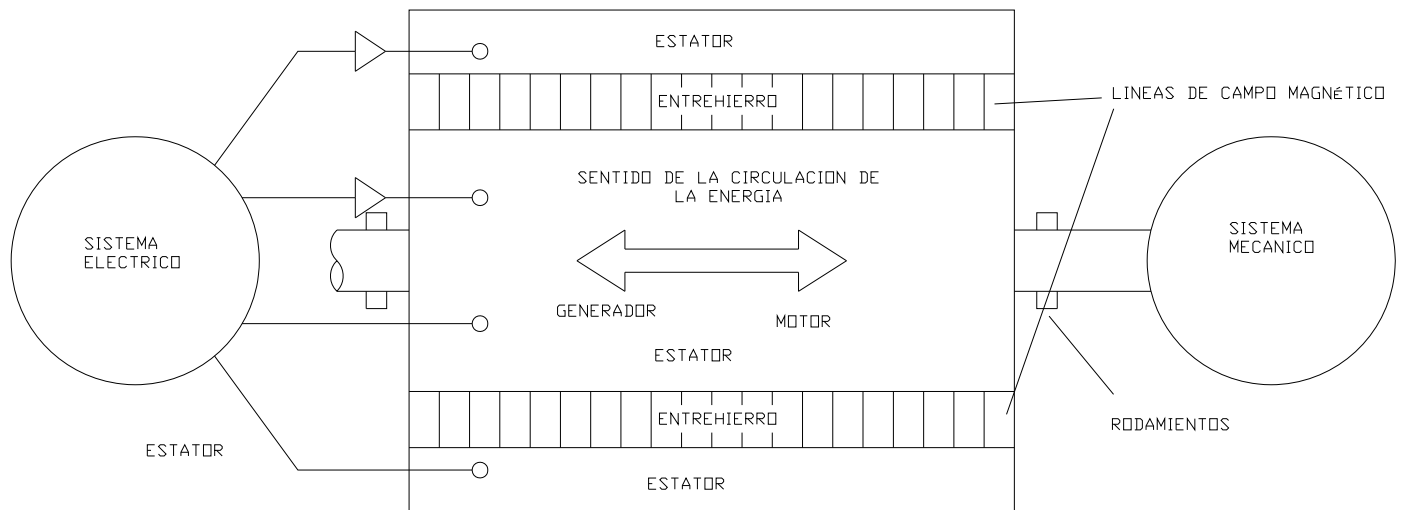 ESTATOR
ENTREHIERRO
LINEAS DE CAMPO MAGNéTICO
SENTIDO DE LA CIRCULACION DE
LA ENERGIA
SISTEMA
ELECTRICO
SISTEMA
MECANICO
GENERADOR
MOTOR
ESTATOR
ENTREHIERRO
RODAMIENTOS
ESTATOR
ESTATOR